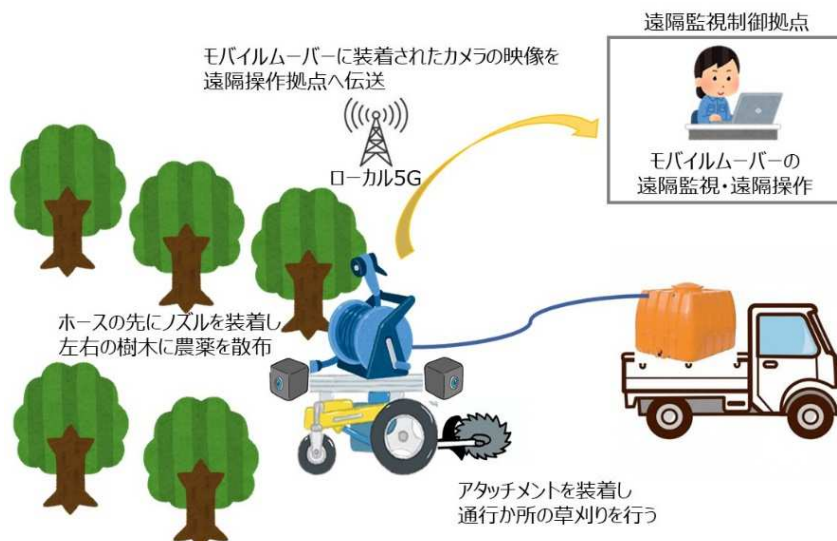 遠隔監視制御拠点
モバイルムーバーに装着されたカメラの映像を
遠隔操作拠点へ伝送
ローカル5G
モバイルムーバーの
遠隔監視・遠隔操作
ホースの先にノズルを装着し
左右の樹木に農薬を散布
アタッチメントを装着し
通行か所の草刈りを行う